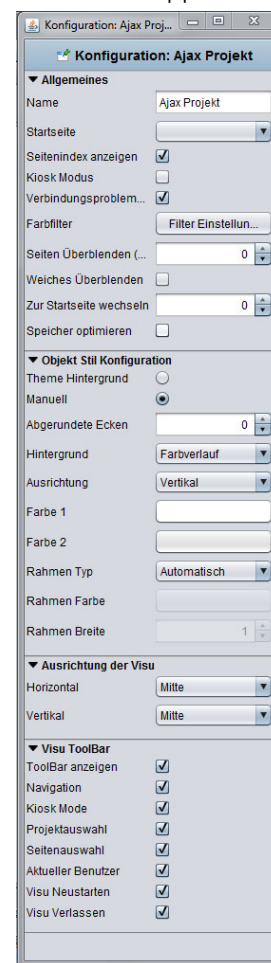 Konfiguration: Ajax Proj...
Konfiguration: Ajax Projekt
Allgemeines
Name Ajax Projekt
Startseite
Seitenindex anzeigen
Kiosk Modus
Verbindungsproblem...
Farbfilter Filter Einstellun...
Seiten Überblenden (... 0
Weiches Überblenden
Zur Startseite wechseln 0
Speicher optimieren
Objekt Stil Konfiguration
Theme Hintergrund
Manuell
Abgerundete Ecken 0
Hintergrund Farbverlauf
Ausrichtung Vertikal
Farbe 1
Farbe 2
Rahmen Typ Automatisch
Rahmen Farbe
Rahmen Breite 1
Ausrichtung der Visu
Horizontal Mitte
Vertikal Mitte
Visu ToolBar
ToolBar anzeigen
Navigation
Kiosk Mode
Projektauswahl
Seitenauswahl
Aktueller Benutzer
Visu Neustarten
Visu Verlassen